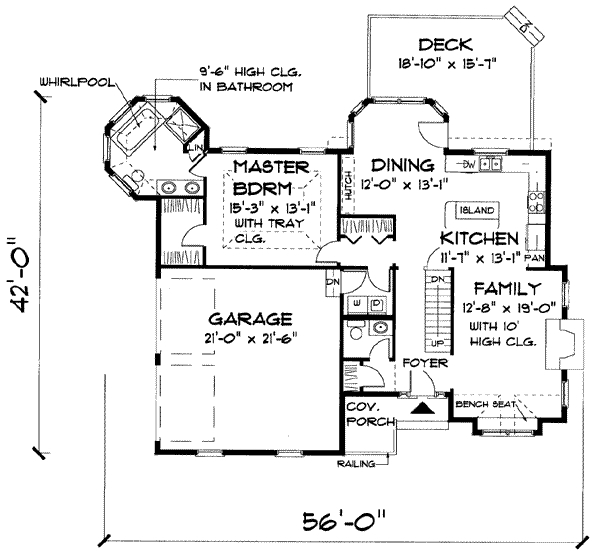 DECK
18'-10" x 15'-7"
9'-6" HIGH CLG.
IN BATHROOM
WHIRLPOOL
LIN
MASTER
BDRM
15'-3" x 13'-1"
WITH TRAY
CLG.
HUTCH
DINING
12'-0" x 13'-1"
DW
ISLAND
KITCHEN
11'-7" x 13'-1"
PAN
42'-0"
DN
W
D
DN
UP
GARAGE
21'-0" x 21'-6"
FAMILY
12'-8" x 19'-0"
WITH 10'
HIGH CLG.
FOYER
BENCH SEAT
COV.
PORCH
RAILING
56'-0"